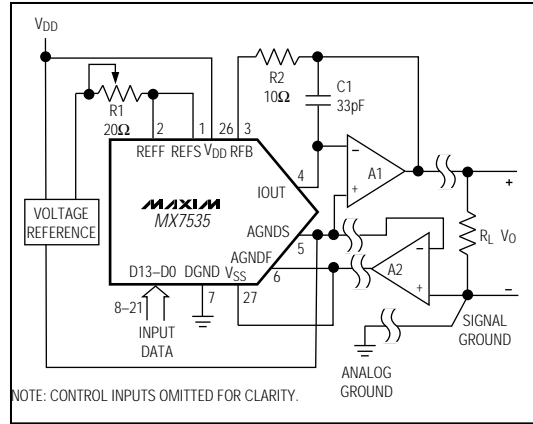 VDD
R1
20Ω
R2
10Ω
C1
33pF
2
1
26
3
REFF
REFS
VDD
RFB
4
IOUT
A1
MAXIM
MX7535
VOLTAGE
REFERENCE
AGNDS
5
AGNDF
6
A2
RL
VO
+
–
D13–D0
DGND
VSS
8–21
7
27
INPUT
DATA
SIGNAL
GROUND
ANALOG
GROUND
NOTE: CONTROL INPUTS OMITTED FOR CLARITY.